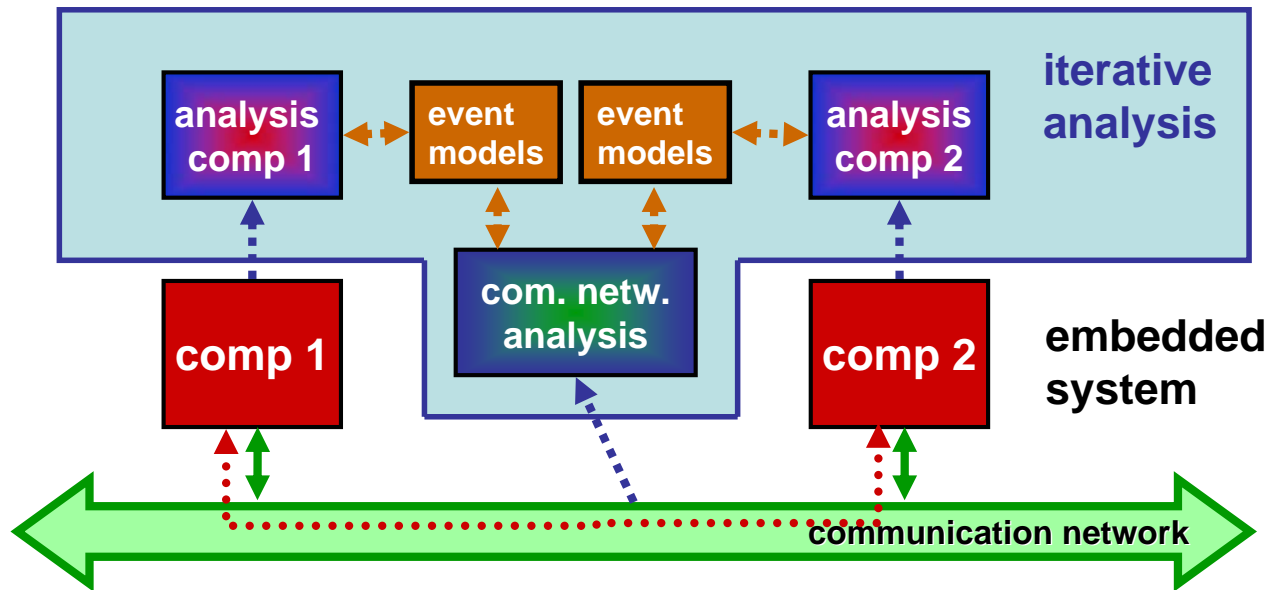 iterative
analysis
analysis
comp 1
event
models
event
models
analysis
comp 2
com. netw.
analysis
comp 1
comp 2
embedded
system
communication network